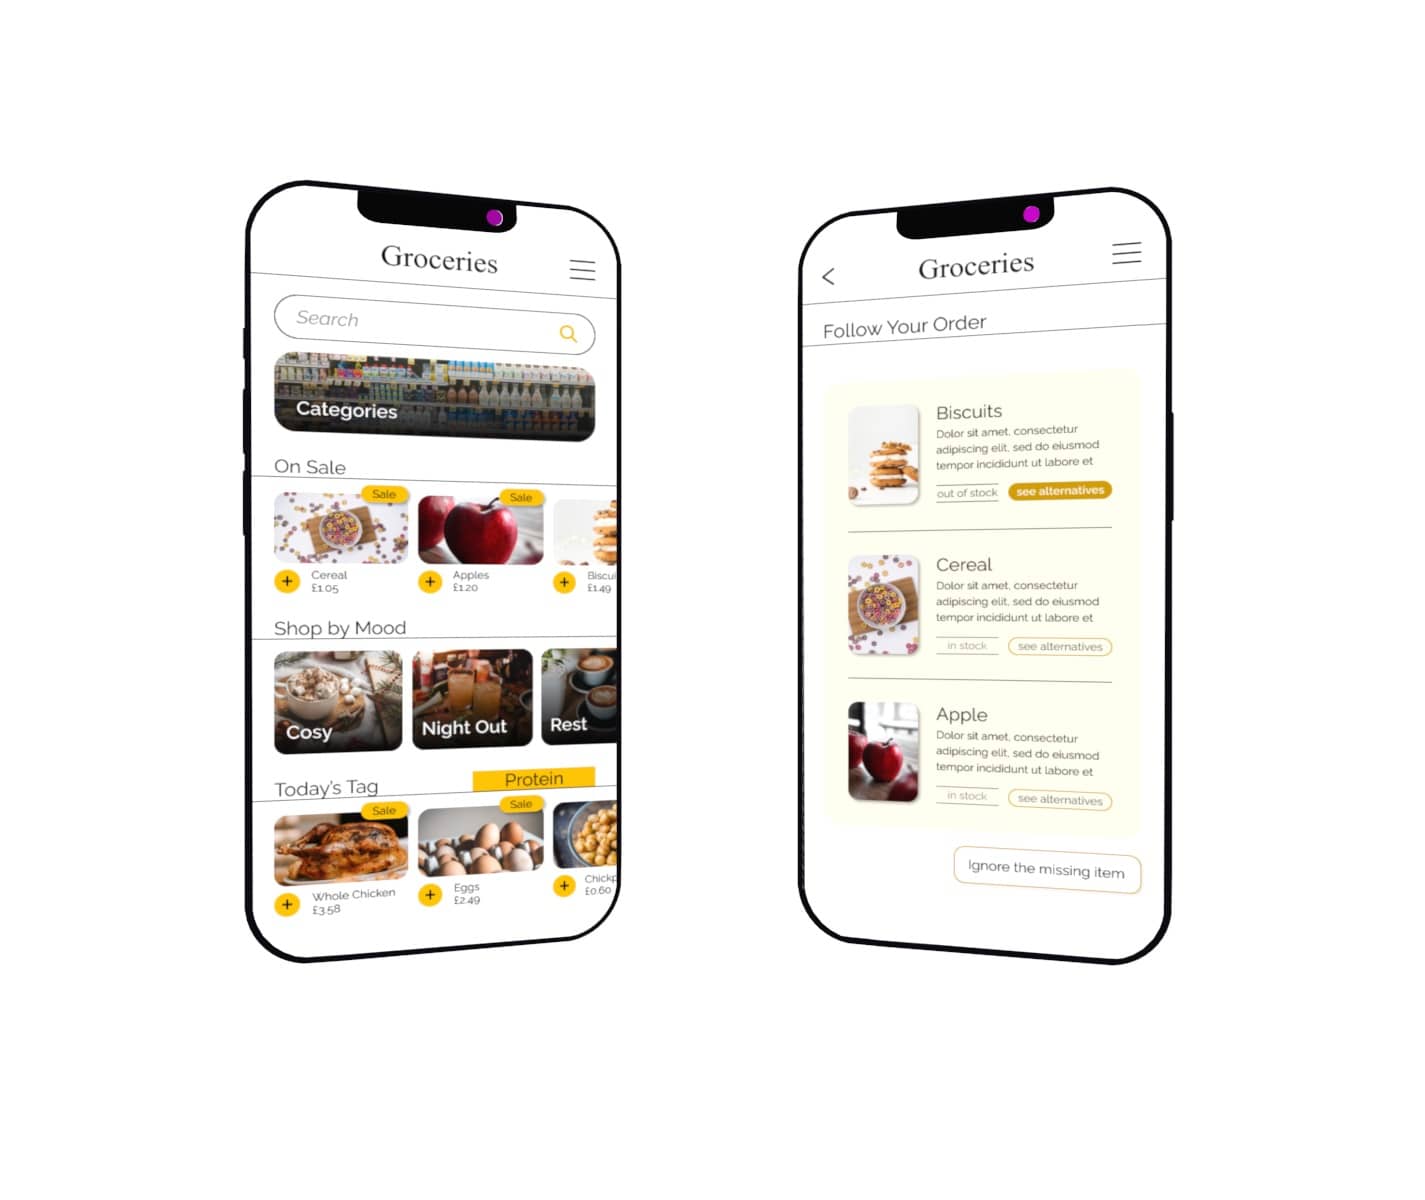 Groceries
Search
Categories
On Sale
Sale
Sale
Cereal
£1.05
Apples
£1.20
Biscui
£1.49
Shop by Mood
Cosy
Night Out
Rest
Today's Tag
Protein
Sale
Sale
Whole Chicken
£3.58
Eggs
£2.49
Chickp
£0.60
Groceries
Follow Your Order
Biscuits
Dolor sit amet, consectetur
adipiscing elit, sed do eiusmod
tempor incididunt ut labore et
out of stock
see alternatives
Cereal
Dolor sit amet, consectetur
adipiscing elit, sed do eiusmod
tempor incididunt ut labore et
in stock
see alternatives
Apple
Dolor sit amet, consectetur
adipiscing elit, sed do eiusmod
tempor incididunt ut labore et
in stock
see alternatives
Ignore the missing item